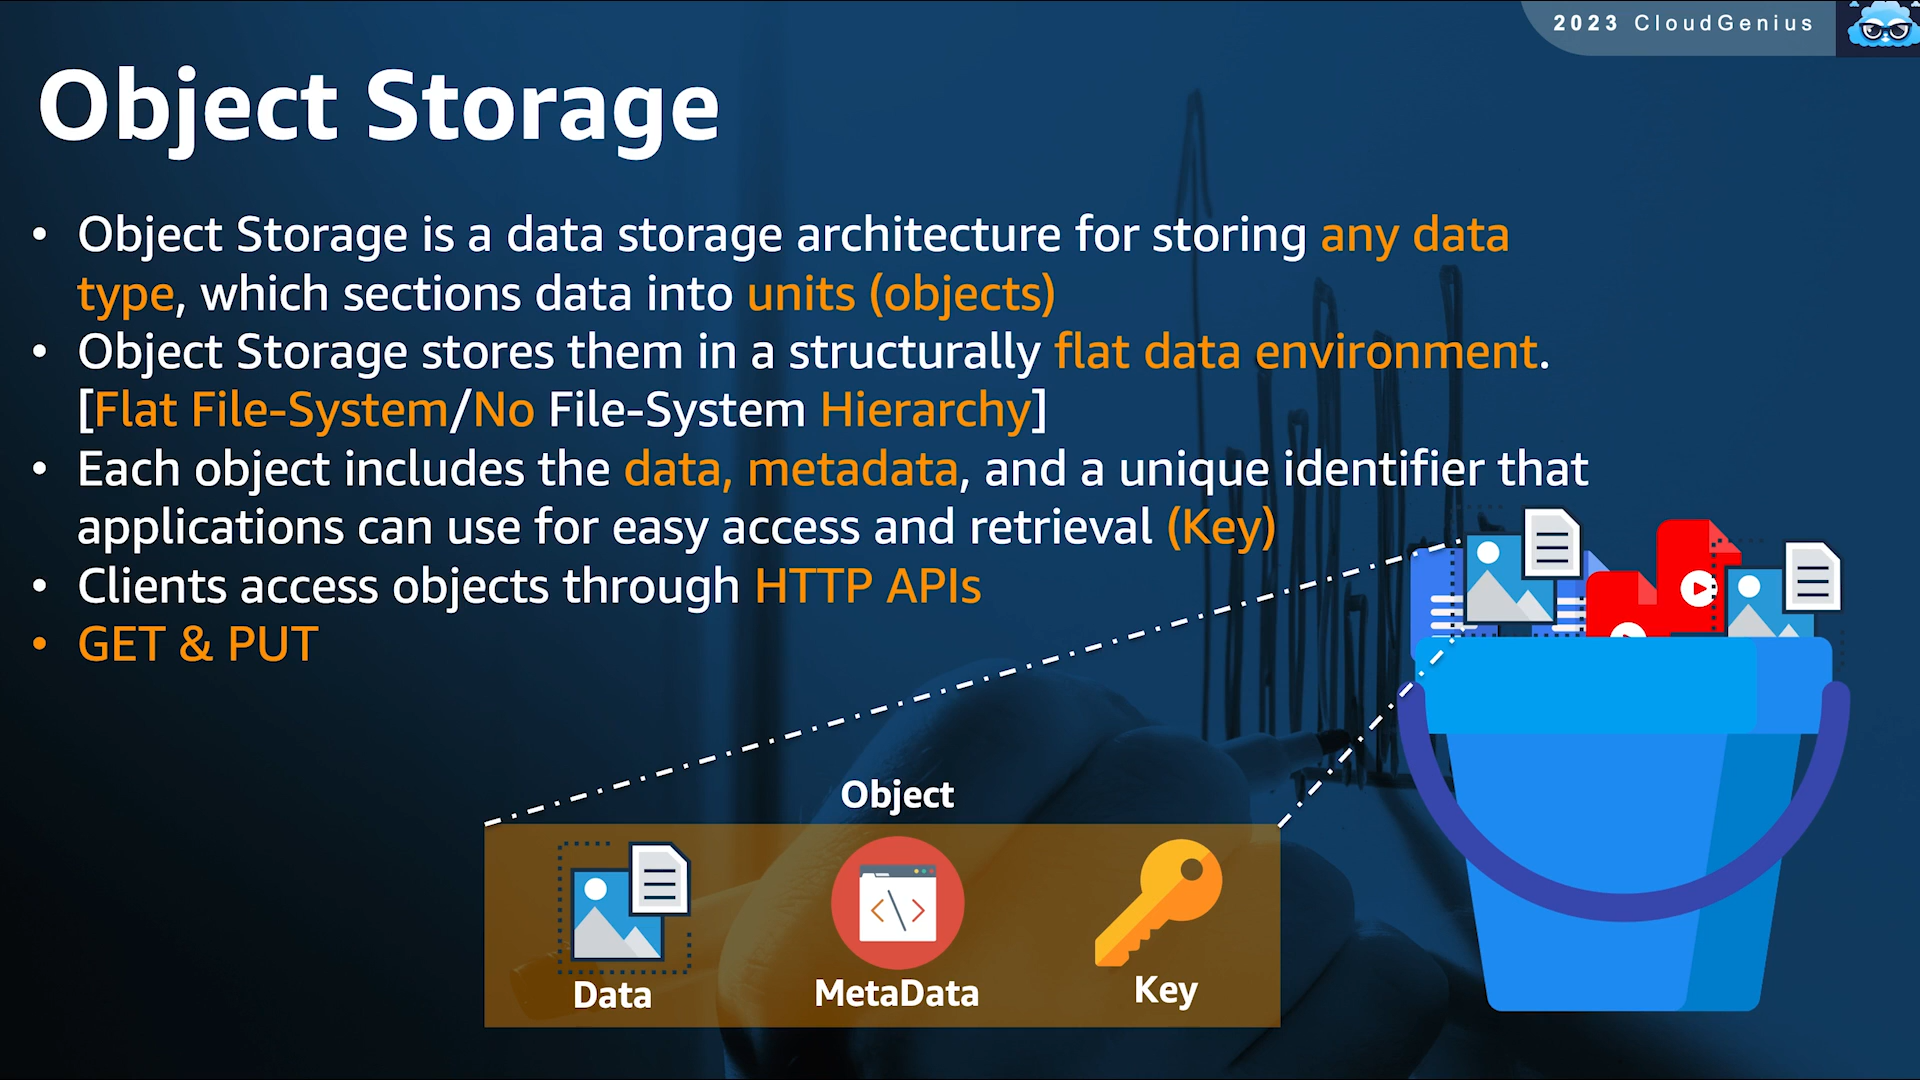 2023 CloudGenius
Object Storage
• Object Storage is a data storage architecture for storing any data
type, which sections data into units (objects)
• Object Storage stores them in a structurally flat data environment.
[Flat File-System/No File-System Hierarchy]
• Each object includes the data, metadata, and a unique identifier that
applications can use for easy access and retrieval (Key)
• Clients access objects through HTTP APIs
• GET & PUT
Object
Data
MetaData
Key